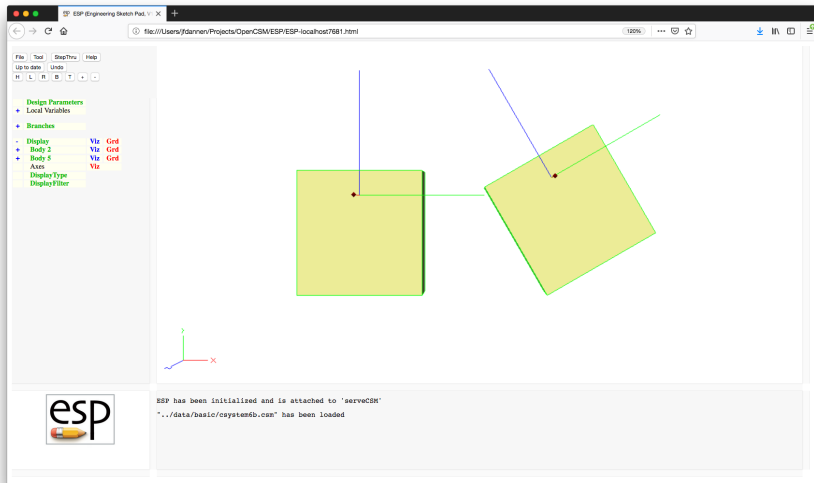 ESP (Engineering Sketch Pad, V
file:///Users/jfdannen/Projects/OpenCSM/ESP/ESP-localhost7681.html
120%
File Tool StepThru Help
Up to date Undo
H L R B T + -
Design Parameters
+ Local Variables
+ Branches
- Display Viz Grd
+ Body 2 Viz Grd
+ Body 5 Viz Grd
Axes Viz
DisplayType
DisplayFilter
Y
X
Z
esp
ESP has been initialized and is attached to 'serveCSM'
"../data/basic/csystem6b.csm" has been loaded